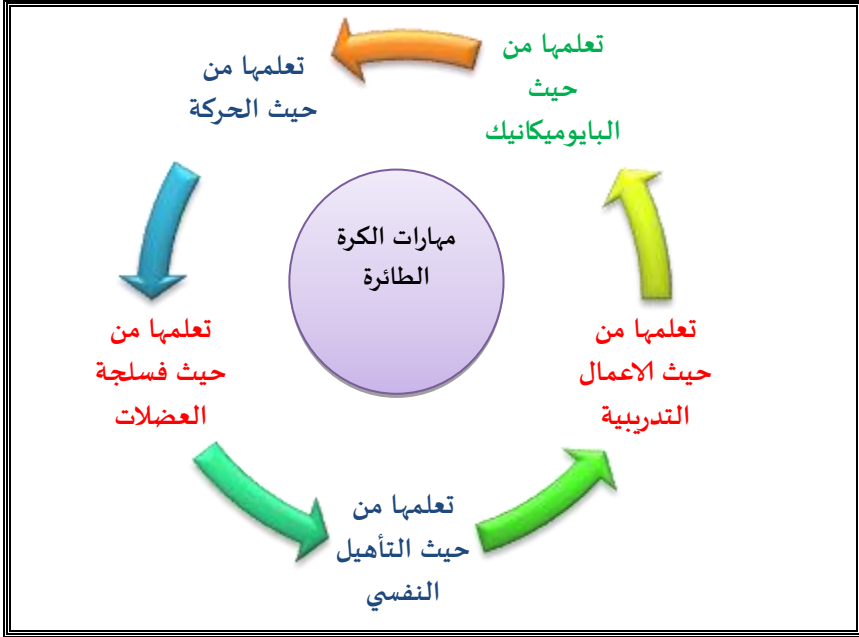 تعلمها من
حيث
البايوميكانيك
تعلمها من
حيث الحركة
مهارات الكرة
الطائرة
تعلمها من
حيث الاعمال
التدريبية
تعلمها من
حيث فسلجة
العضلات
تعلمها من
حيث التأهيل
النفسي